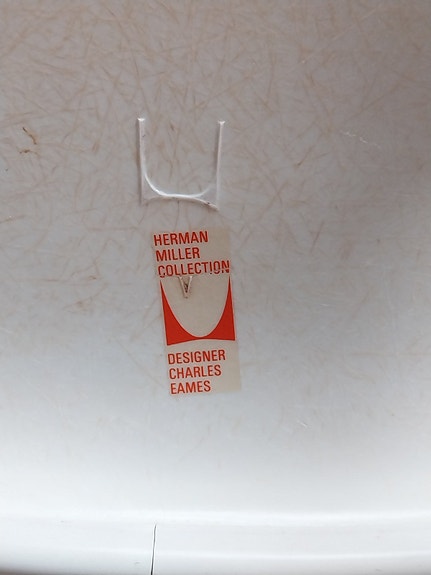 HERMAN
MILLER
COLLECTION
DESIGNER
CHARLES
EAMES